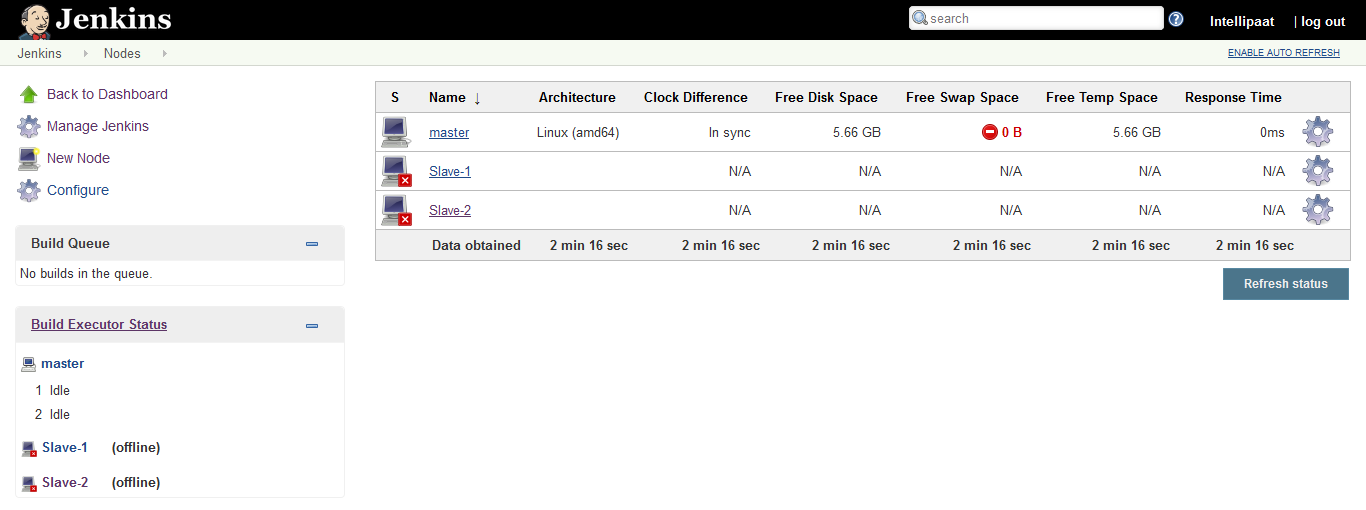 Jenkins
search
?
Intellipaat | log out
Jenkins Nodes
ENABLE AUTO REFRESH
Back to Dashboard
Manage Jenkins
New Node
Configure
Build Queue
No builds in the queue.
Build Executor Status
master
1 Idle
2 Idle
Slave-1 (offline)
Slave-2 (offline)
S Name ↓ Architecture Clock Difference Free Disk Space Free Swap Space Free Temp Space Response Time
master Linux (amd64) In sync 5.66 GB 0 B 5.66 GB 0ms
Slave-1 N/A N/A N/A N/A N/A
Slave-2 N/A N/A N/A N/A N/A
Data obtained 2 min 16 sec 2 min 16 sec 2 min 16 sec 2 min 16 sec 2 min 16 sec 2 min 16 sec
Refresh status